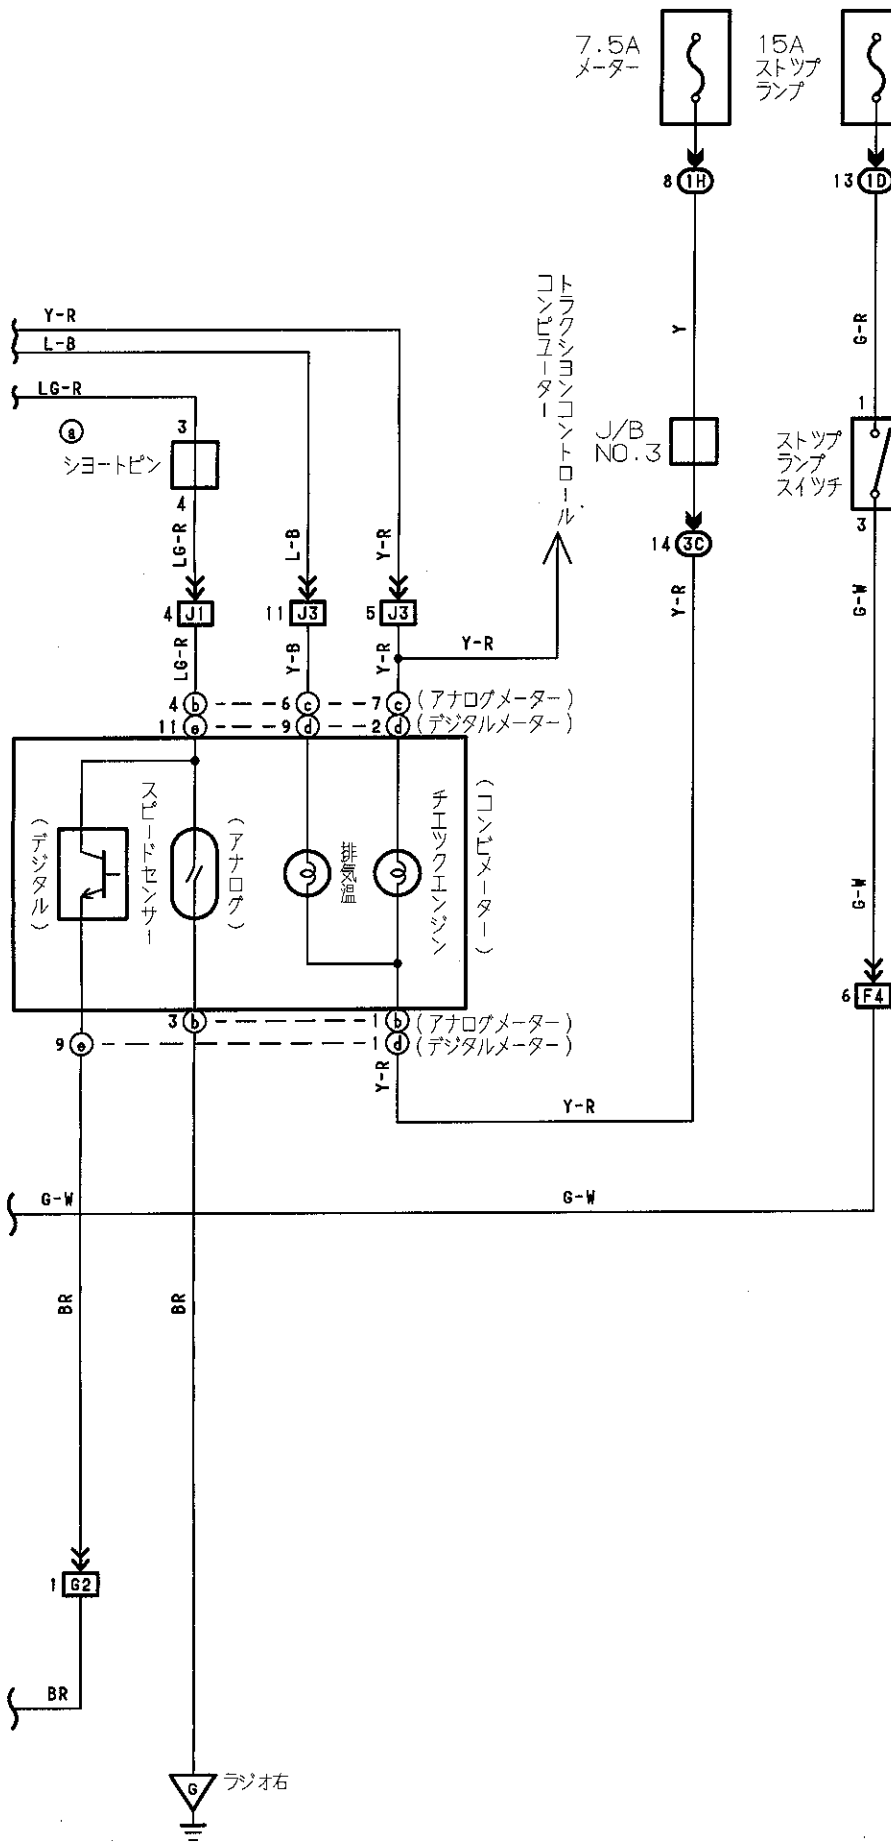 7.5A
メーター
15A
ストップ
ランプ
8 1H
13 1D
トラクションコントロール
コンピューター
Y-R
L-B
LG-R
Y
G-R
ⓐ
ショートピン
3
4
J/B
NO.3
1
ストップ
ランプ
スイッチ
3
LG-R
L-B
Y-R
14 3C
4 J1
11 J3
5 J3
Y-R
G-W
LG-R
Y-B
Y-R
Y-R
4 b 6 c 7 c (アナログメーター)
11 e 9 d 2 d (デジタルメーター)
(デジタル)
スピードセンサー
(アナログ)
排気温
チェックエンジン
(コンビメーター)
G-W
6 F4
3 b 1 b (アナログメーター)
9 e 1 d (デジタルメーター)
Y-R
Y-R
G-W
G-W
BR
BR
1 G2
BR
G ラジオ右